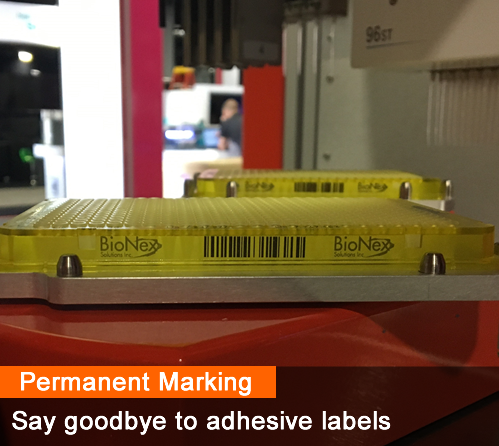 96ST
BioNex
BioNex
BioNex
Solutions Inc.
BioNex
Solutions Inc.
Permanent Marking
Say goodbye to adhesive labels